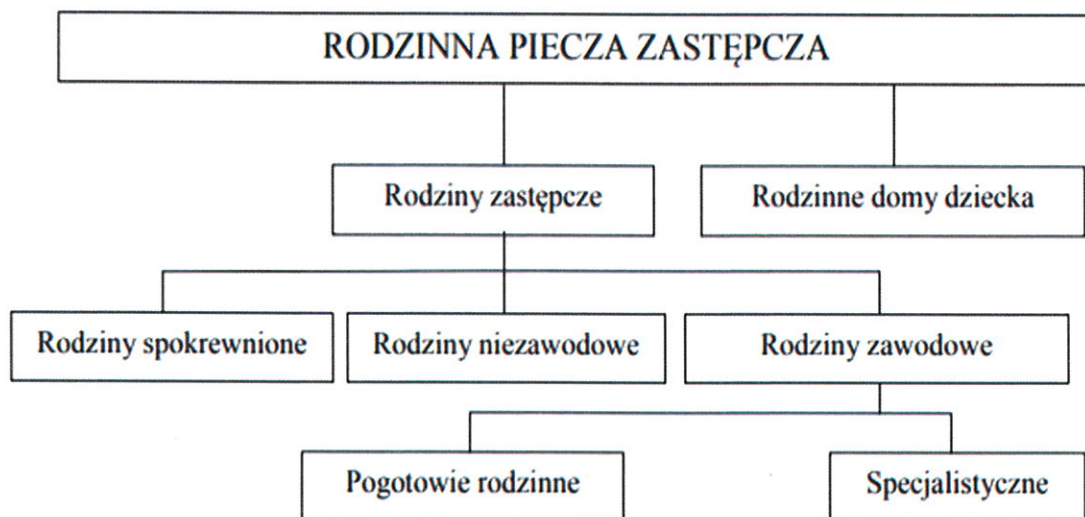 RODZINNA PIECZA ZASTĘPCZA
Rodziny zastępcze
Rodzinne domy dziecka
Rodziny spokrewnione
Rodziny niezawodowe
Rodziny zawodowe
Pogotowie rodzinne
Specjalistyczne